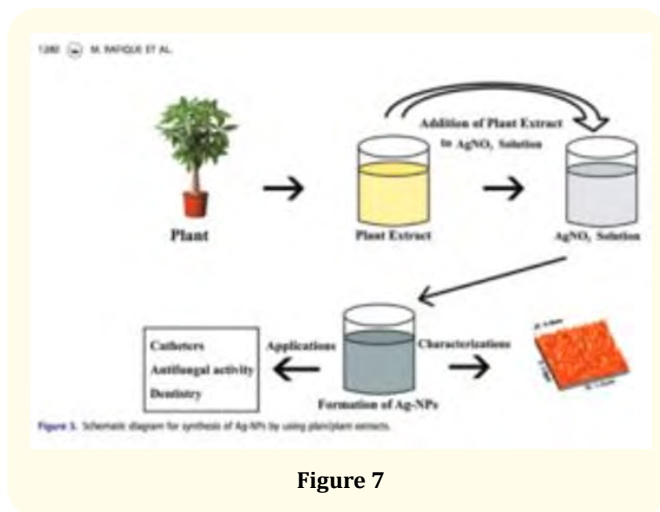 1280 M. RAFIQUE ET AL.
Addition of Plant Extract
to AgNO₃ Solution
Plant
Plant Extract
AgNO₃ Solution
Catheters
Antifungal activity
Dentistry
Applications
Characterizations
Formation of Ag-NPs
Figure 5. Schematic diagram for synthesis of Ag-NPs by using plant/plant extracts.
Figure 7